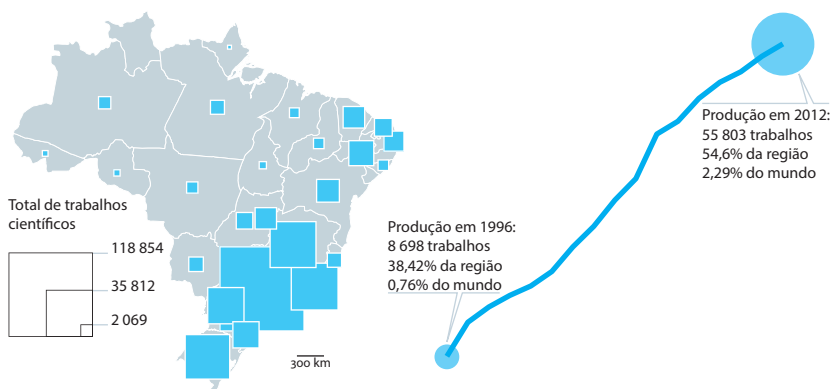 Total de trabalhos
científicos
118 854
35 812
2 069
300 km
Produção em 1996:
8 698 trabalhos
38,42% da região
0,76% do mundo
Produção em 2012:
55 803 trabalhos
54,6% da região
2,29% do mundo